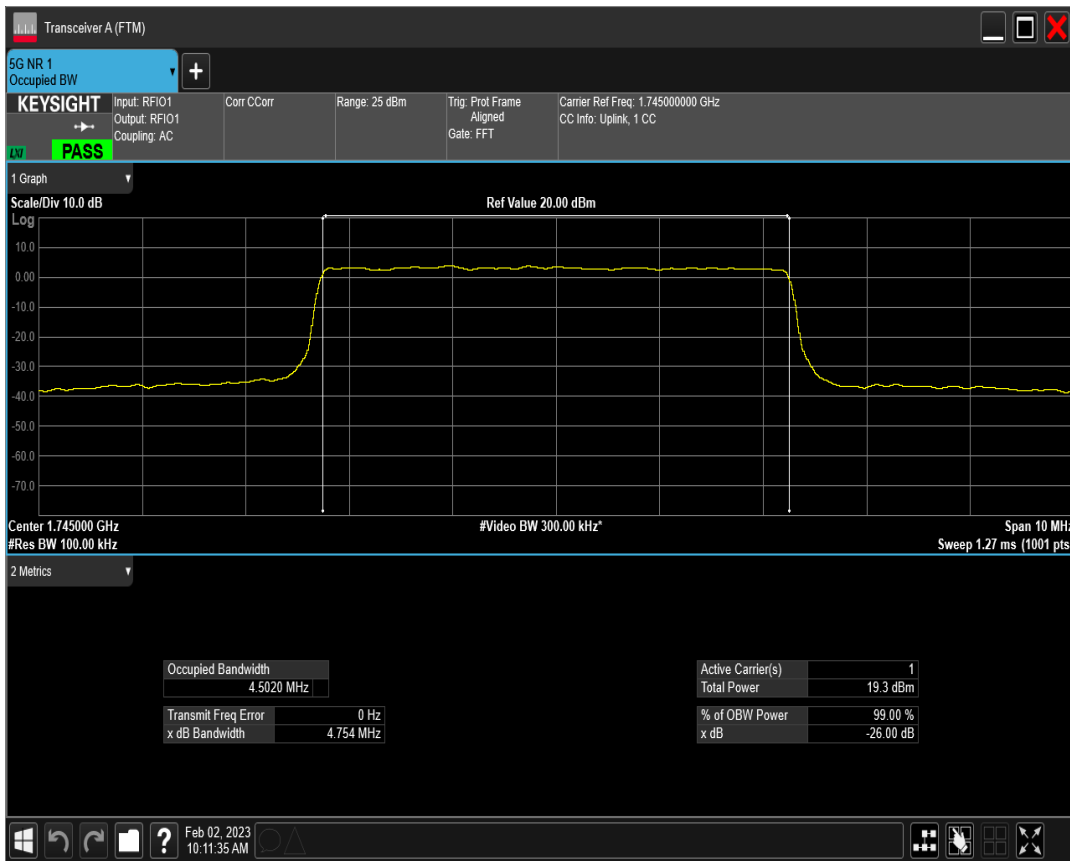 Transceiver A (FTM)
5G NR 1
Occupied BW
+
KEYSIGHT
LXI
PASS
Input: RFIO1
Output: RFIO1
Coupling: AC
Corr CCorr
Range: 25 dBm
Trig: Prot Frame
Aligned
Gate: FFT
Carrier Ref Freq: 1.745000000 GHz
CC Info: Uplink, 1 CC
1 Graph
Scale/Div 10.0 dB
Ref Value 20.00 dBm
Log
10.0
0.00
-10.0
-20.0
-30.0
-40.0
-50.0
-60.0
-70.0
Center 1.745000 GHz
#Video BW 300.00 kHz*
Span 10 MHz
#Res BW 100.00 kHz
Sweep 1.27 ms (1001 pts
2 Metrics
Occupied Bandwidth
4.5020 MHz
Transmit Freq Error 0 Hz
x dB Bandwidth 4.754 MHz
Active Carrier(s) 1
Total Power 19.3 dBm
% of OBW Power 99.00 %
x dB -26.00 dB
?
Feb 02, 2023
10:11:35 AM